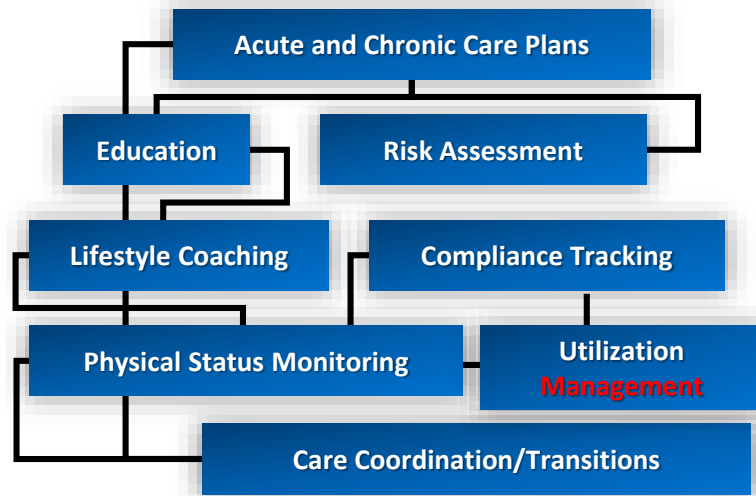 Acute and Chronic Care Plans
Education
Risk Assessment
Lifestyle Coaching
Compliance Tracking
Physical Status Monitoring
Utilization
Management
Care Coordination/Transitions